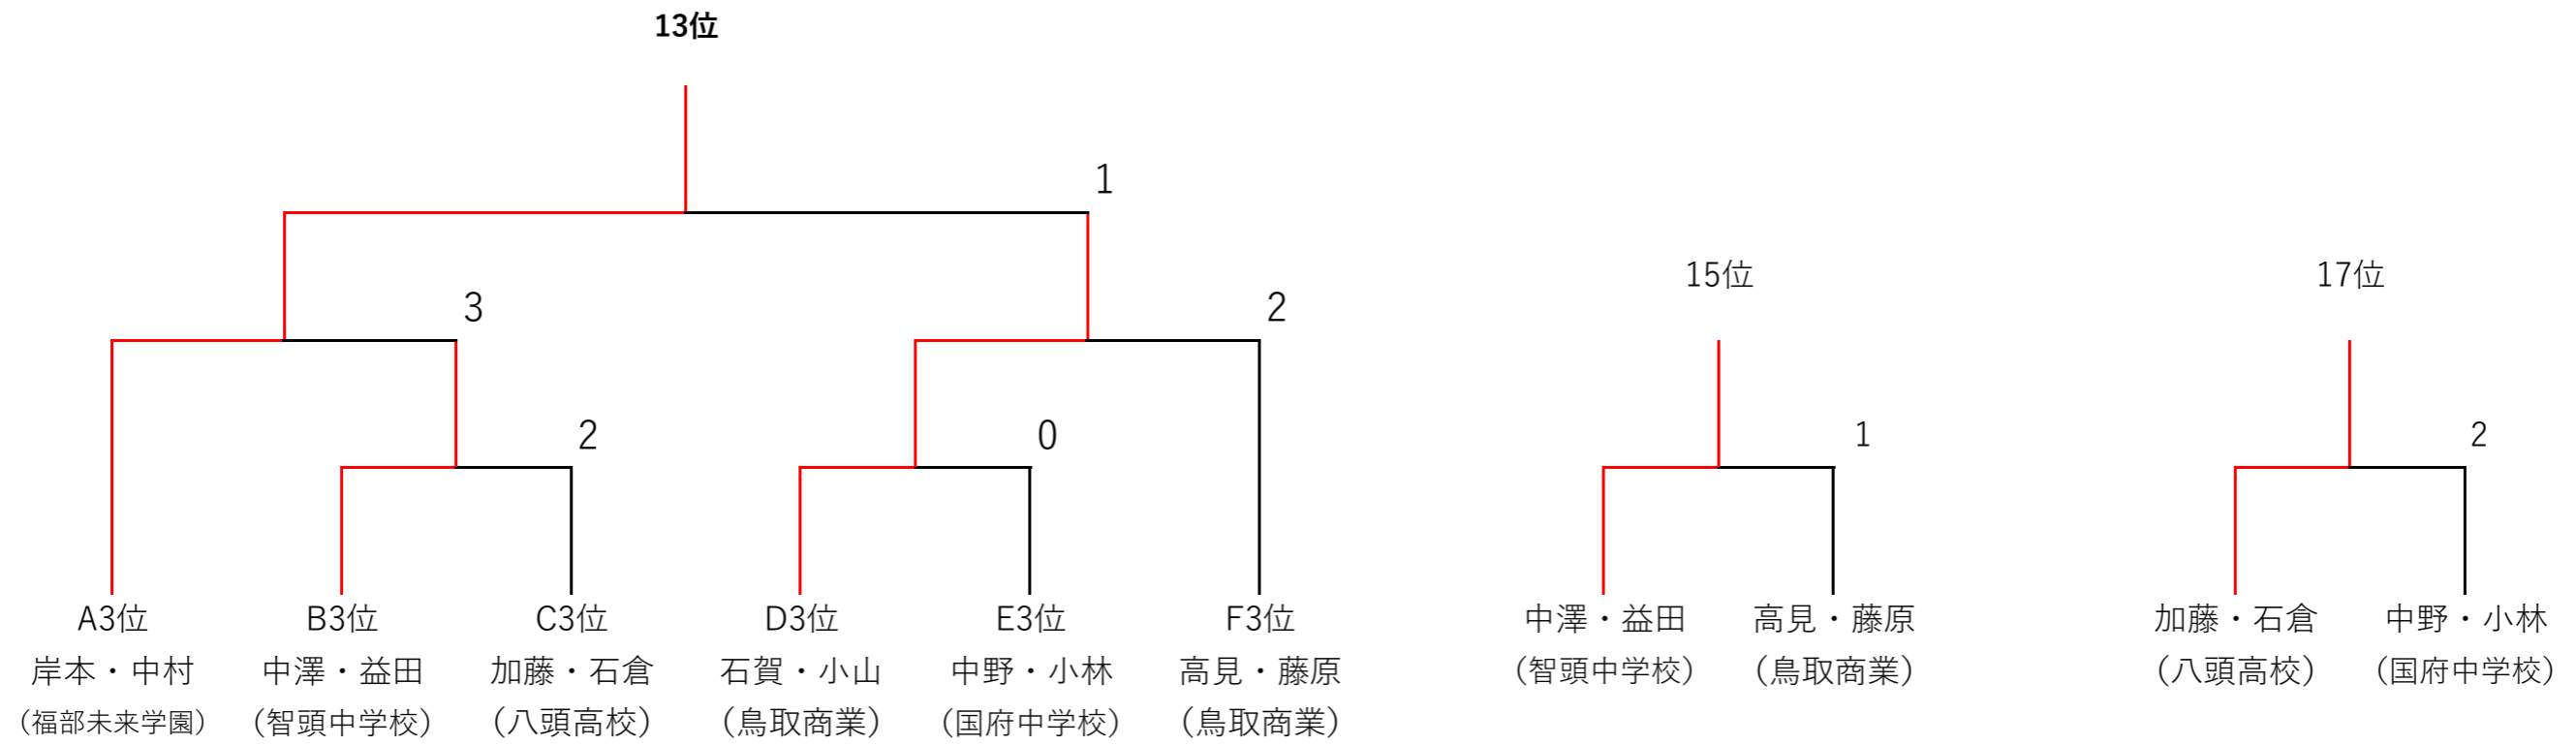 13位
1
15位
17位
3
2
2
0
1
2
A3位
B3位
C3位
D3位
E3位
F3位
中澤・益田
高見・藤原
加藤・石倉
中野・小林
岸本・中村
中澤・益田
加藤・石倉
石賀・小山
中野・小林
高見・藤原
（智頭中学校）
（鳥取商業）
（八頭高校）
（国府中学校）
（福部未来学園）
（智頭中学校）
（八頭高校）
（鳥取商業）
（国府中学校）
（鳥取商業）